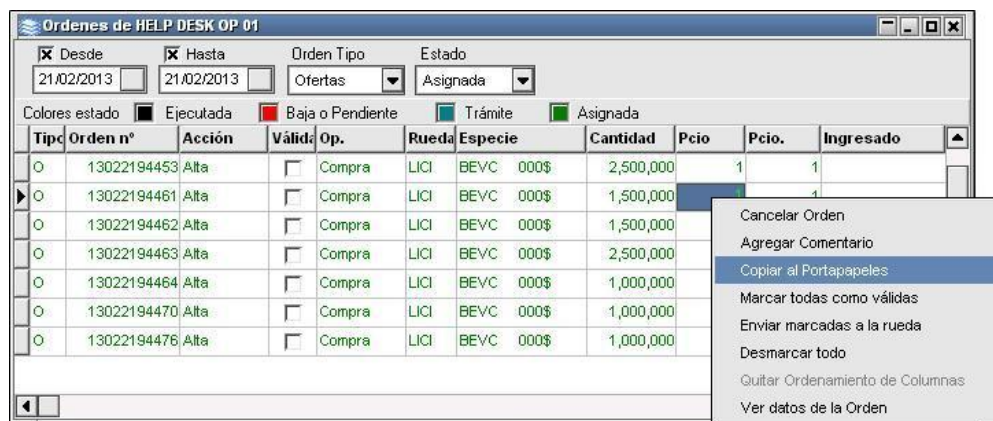 Ordenes de HELP DESK OP 01
Desde Hasta Orden Tipo Estado
21/02/2013 21/02/2013 Ofertas Asignada
Colores estado Ejecutada Baja o Pendiente Trámite Asignada
Tipo Orden nº Acción Válida Op. Rueda Especie Cantidad Pcio Pcio. Ingresado
O 13022194453 Alta Compra LICI BEVC 000$ 2,500,000 1 1
O 13022194461 Alta Compra LICI BEVC 000$ 1,500,000 1 1
O 13022194462 Alta Compra LICI BEVC 000$ 1,500,000
O 13022194463 Alta Compra LICI BEVC 000$ 2,500,000
O 13022194464 Alta Compra LICI BEVC 000$ 1,000,000
O 13022194470 Alta Compra LICI BEVC 000$ 1,000,000
O 13022194476 Alta Compra LICI BEVC 000$ 1,000,000
Cancelar Orden
Agregar Comentario
Copiar al Portapapeles
Marcar todas como válidas
Enviar marcadas a la rueda
Desmarcar todo
Quitar Ordenamiento de Columnas
Ver datos de la Orden